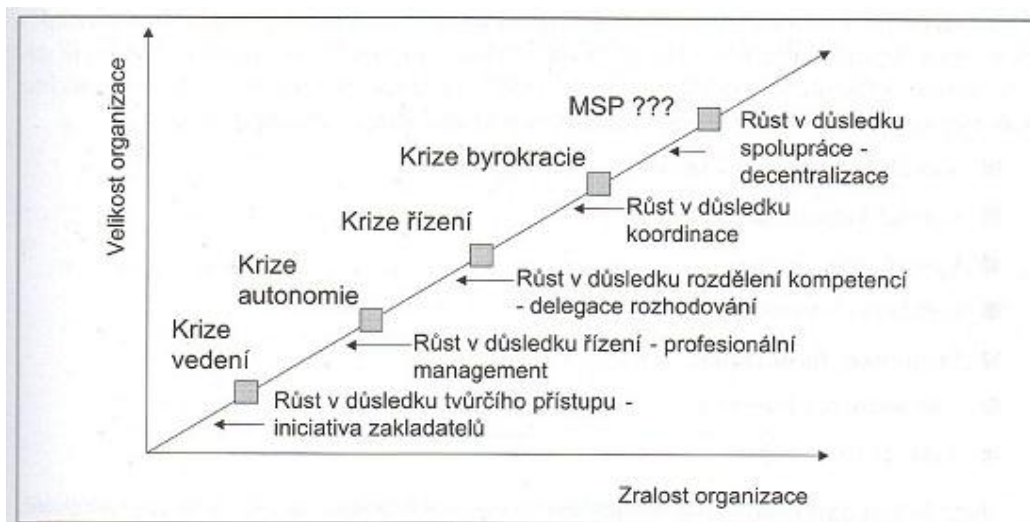 Velikost organizace
MSP ???
Růst v důsledku
spolupráce -
decentralizace
Krize byrokracie
Růst v důsledku
koordinace
Krize řízení
Růst v důsledku rozdělení kompetencí
- delegace rozhodování
Krize
autonomie
Růst v důsledku řízení - profesionální
management
Krize
vedení
Růst v důsledku tvůrčího přístupu -
iniciativa zakladatelů
Zralost organizace